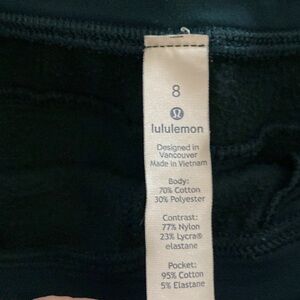 8
lululemon
Designed in
Vancouver
Made in Vietnam
Body:
70% Cotton
30% Polyester
Contrast:
77% Nylon
23% Lycra®
elastane
Pocket:
95% Cotton
5% Elastane